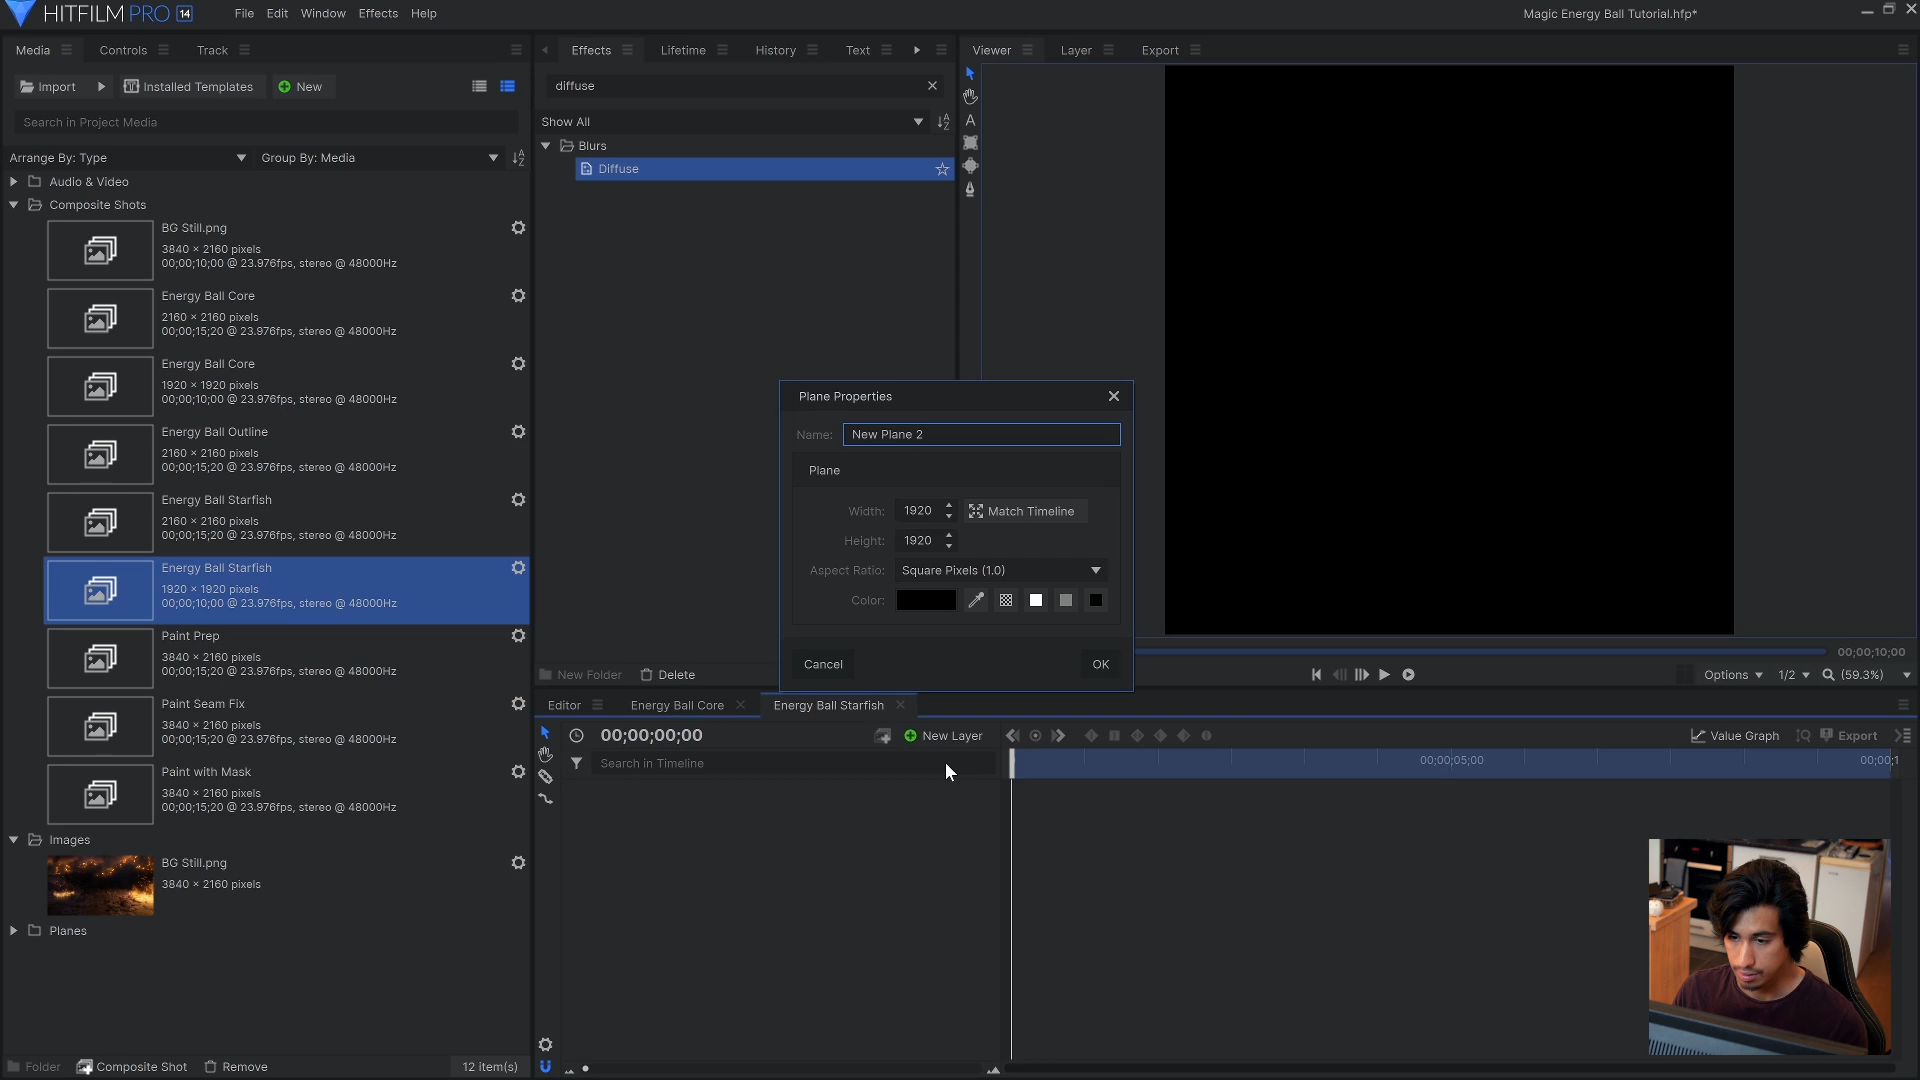 HITFILM PRO 14
File Edit Window Effects Help
Magic Energy Ball Tutorial.hfp*
Media Controls Track
Import Installed Templates New
Search in Project Media
Arrange By: Type Group By: Media
Audio & Video
Composite Shots
BG Still.png
3840 × 2160 pixels
00;00;10;00 @ 23.976fps, stereo @ 48000Hz
Energy Ball Core
2160 × 2160 pixels
00;00;15;20 @ 23.976fps, stereo @ 48000Hz
Energy Ball Core
1920 × 1920 pixels
00;00;10;00 @ 23.976fps, stereo @ 48000Hz
Energy Ball Outline
2160 × 2160 pixels
00;00;15;20 @ 23.976fps, stereo @ 48000Hz
Energy Ball Starfish
2160 × 2160 pixels
00;00;15;20 @ 23.976fps, stereo @ 48000Hz
Energy Ball Starfish
1920 × 1920 pixels
00;00;10;00 @ 23.976fps, stereo @ 48000Hz
Paint Prep
3840 × 2160 pixels
00;00;15;20 @ 23.976fps, stereo @ 48000Hz
Paint Seam Fix
3840 × 2160 pixels
00;00;15;20 @ 23.976fps, stereo @ 48000Hz
Paint with Mask
3840 × 2160 pixels
00;00;15;20 @ 23.976fps, stereo @ 48000Hz
Images
BG Still.png
3840 × 2160 pixels
Planes
Folder Composite Shot Remove 12 item(s)
Effects Lifetime History Text
diffuse
Show All
Blurs
Diffuse
New Folder Delete
Viewer Layer Export
A
00;00;10;00
Options 1/2 (59.3%)
Plane Properties
Name: New Plane 2
Plane
Width: 1920 Match Timeline
Height: 1920
Aspect Ratio: Square Pixels (1.0)
Color:
Cancel OK
Editor Energy Ball Core Energy Ball Starfish
00;00;00;00 New Layer Value Graph Export
Search in Timeline
00;00;05;00 00;00;1